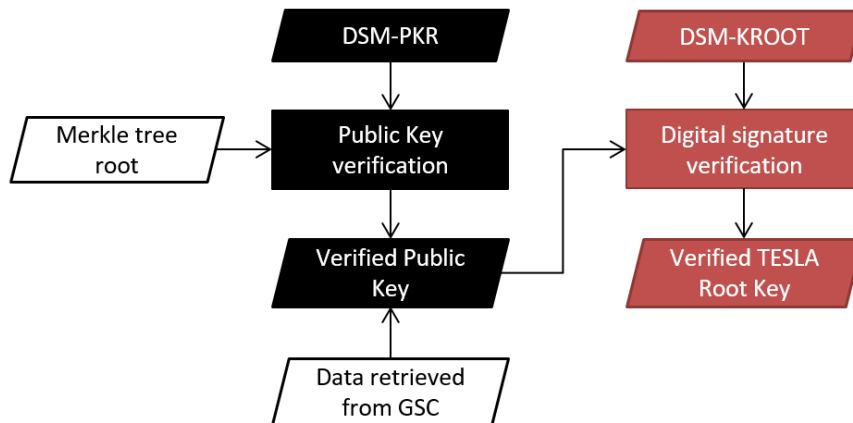 DSM-PKR
DSM-KROOT
Merkle tree
root
Public Key
verification
Digital signature
verification
Verified Public
Key
Verified TESLA
Root Key
Data retrieved
from GSC